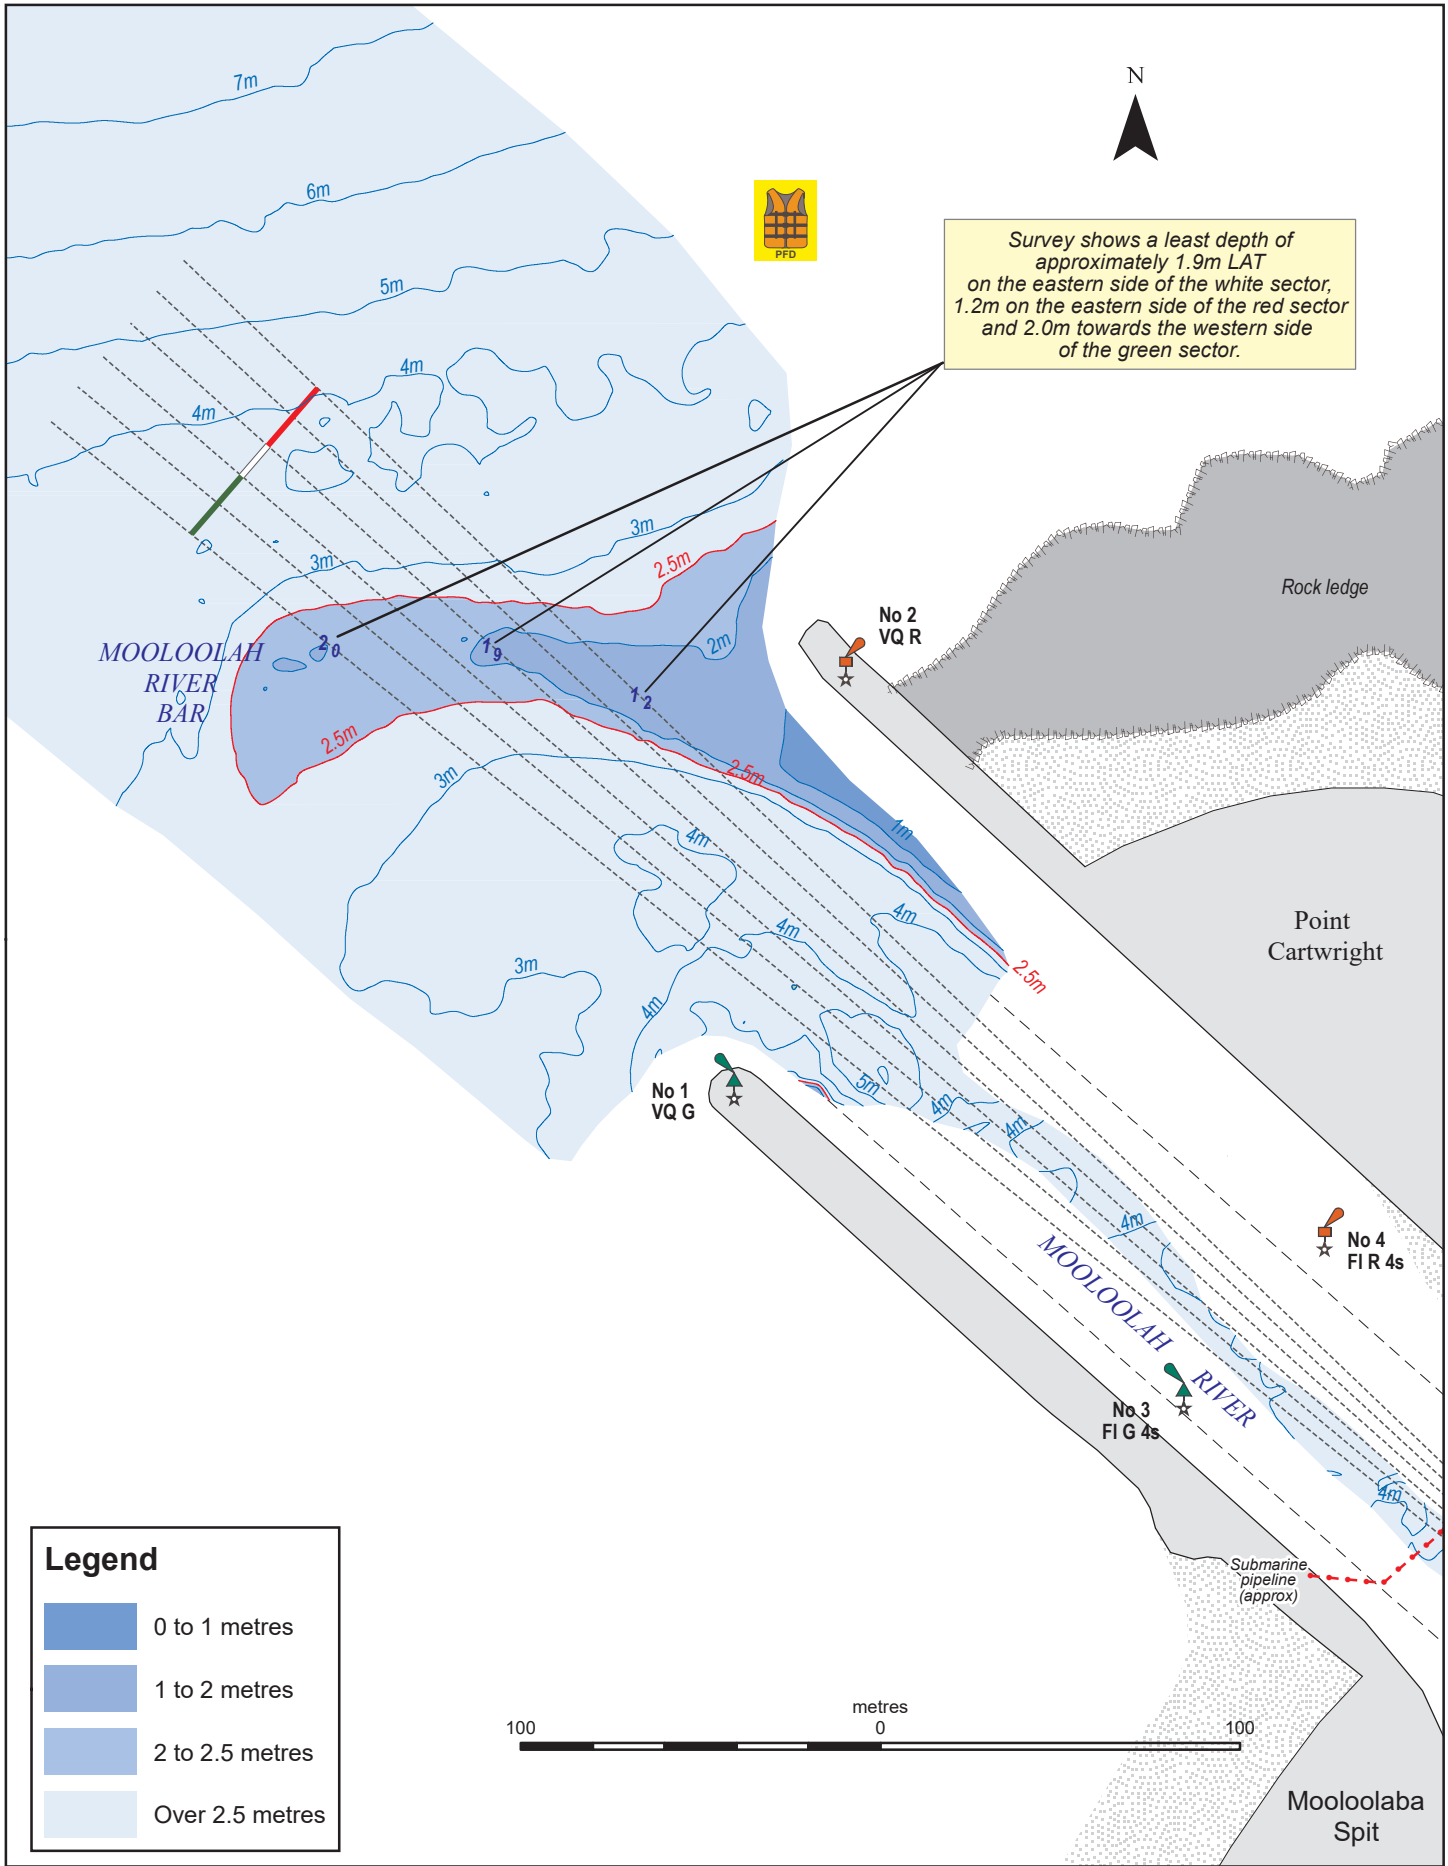 7m
N
6m
PFD
Survey shows a least depth of
approximately 1.9m LAT
on the eastern side of the white sector,
1.2m on the eastern side of the red sector
and 2.0m towards the western side
of the green sector.
5m
4m
4m
3m
3m
2.5m
Rock ledge
No 2
VQ R
MOOLOOLAH
RIVER
BAR
2 0
1 9
2m
1 2
2.5m
3m
2.5m
1m
4m
4m
4m
Point
Cartwright
3m
2.5m
4m
No 1
VQ G
5m
4m
4m
4m
No 4
Fl R 4s
MOOLOOLAH
RIVER
No 3
Fl G 4s
4m
Submarine
pipeline
(approx)
Legend
0 to 1 metres
1 to 2 metres
2 to 2.5 metres
Over 2.5 metres
metres
100 0 100
Mooloolaba
Spit